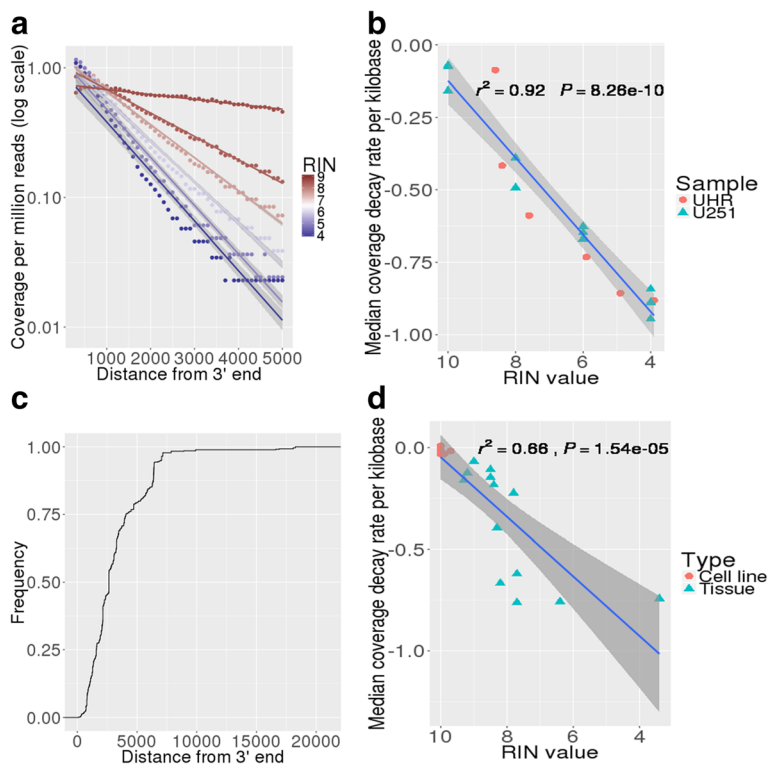 a
Coverage per million reads (log scale)
1.00
0.10
0.01
1000 2000 3000 4000 5000
Distance from 3' end
RIN
9
8
7
6
5
4
b
Median coverage decay rate per kilobase
0.00
-0.25
-0.50
-0.75
-1.00
r² = 0.92 P = 8.26e-10
10 8 6 4
RIN value
Sample
UHR
U251
c
Frequency
1.00
0.75
0.50
0.25
0.00
0 5000 10000 15000 20000
Distance from 3' end
d
Median coverage decay rate per kilobase
0.0
-0.5
-1.0
r² = 0.66 , P = 1.54e-05
10 8 6 4
RIN value
Type
Cell line
Tissue